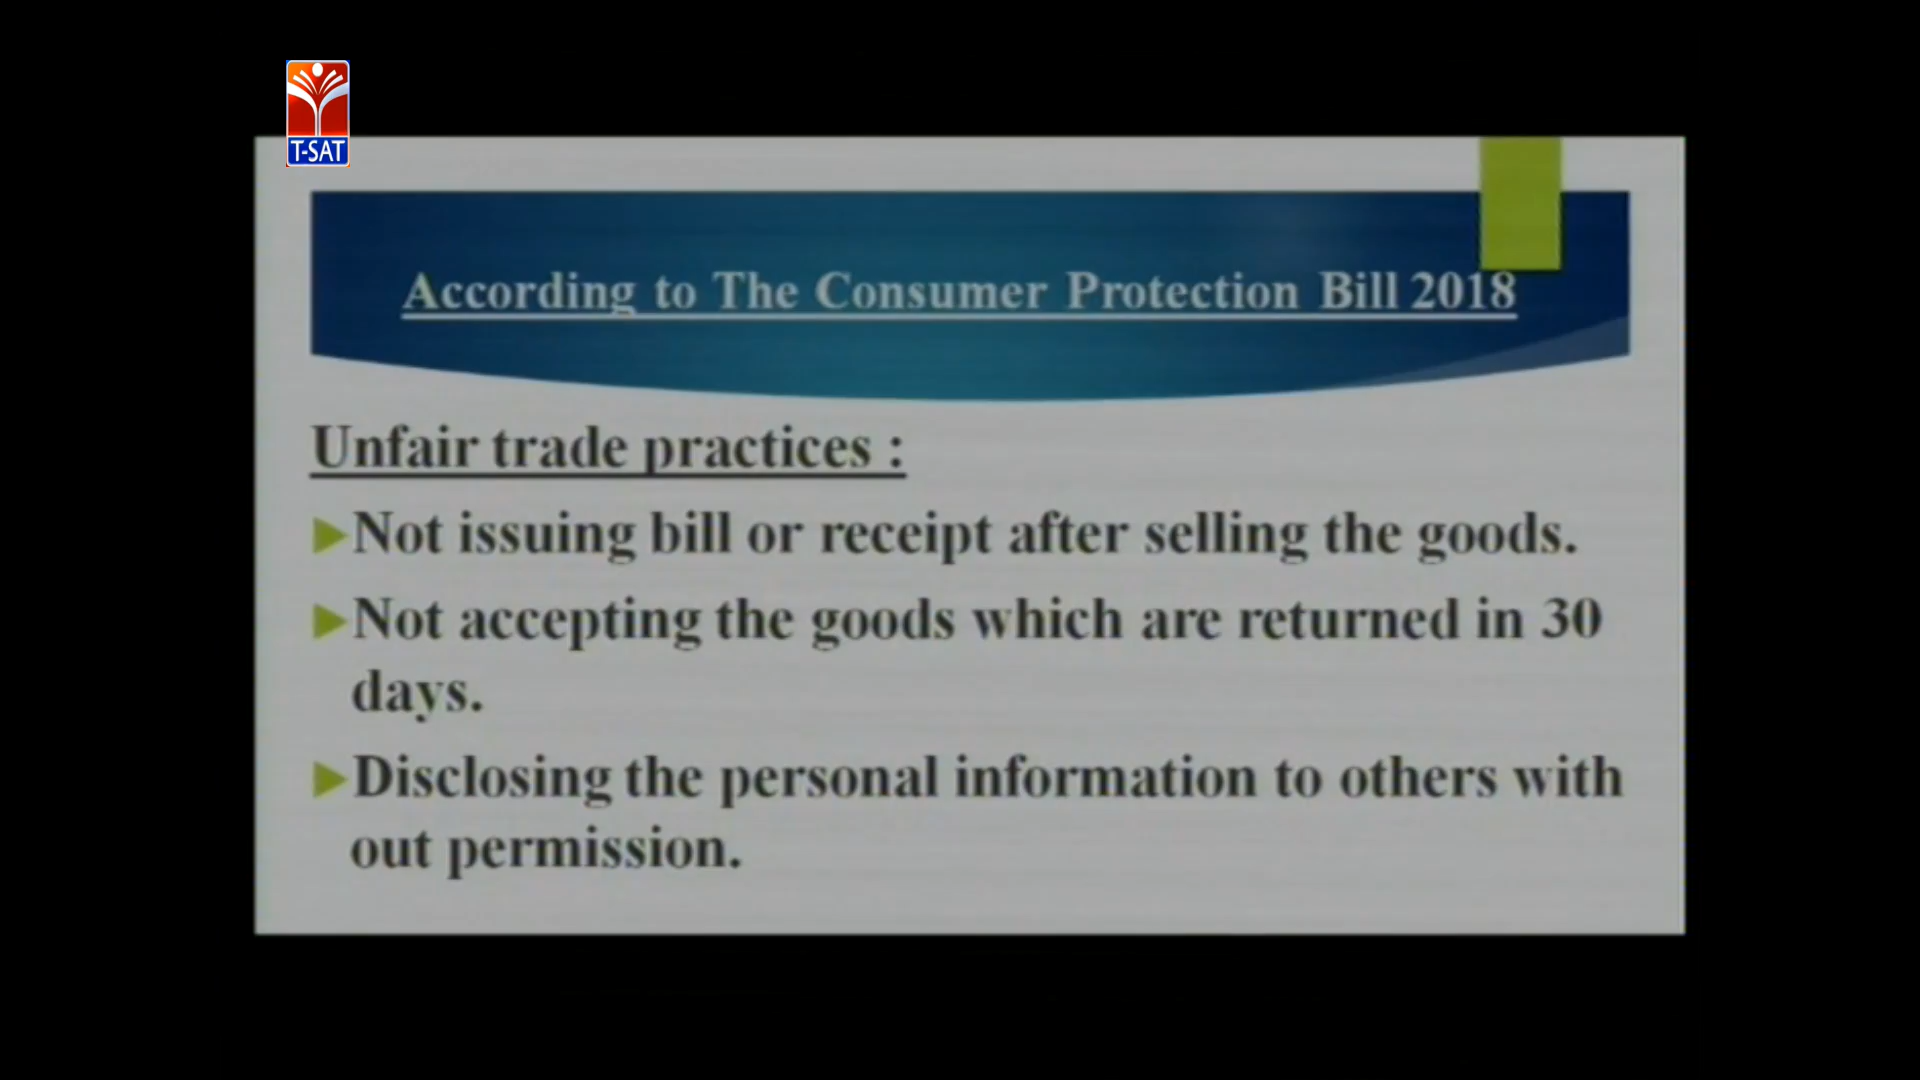 T-SAT
According to The Consumer Protection Bill 2018
Unfair trade practices :
Not issuing bill or receipt after selling the goods.
Not accepting the goods which are returned in 30
days.
Disclosing the personal information to others with
out permission.